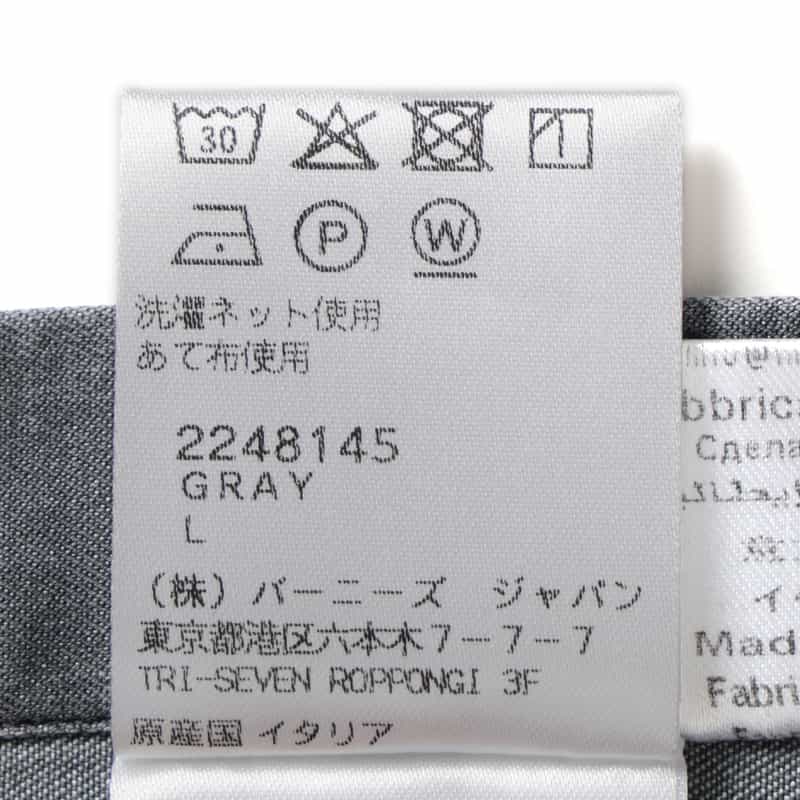 30
P W
洗濯ネット使用
あて布使用
2248145
GRAY
L
(株) バーニーズ ジャパン
東京都港区六本木7-7-7
TRI-SEVEN ROPPONGI 3F
原産国 イタリア
bbric
Сдела
Mad
Fabri